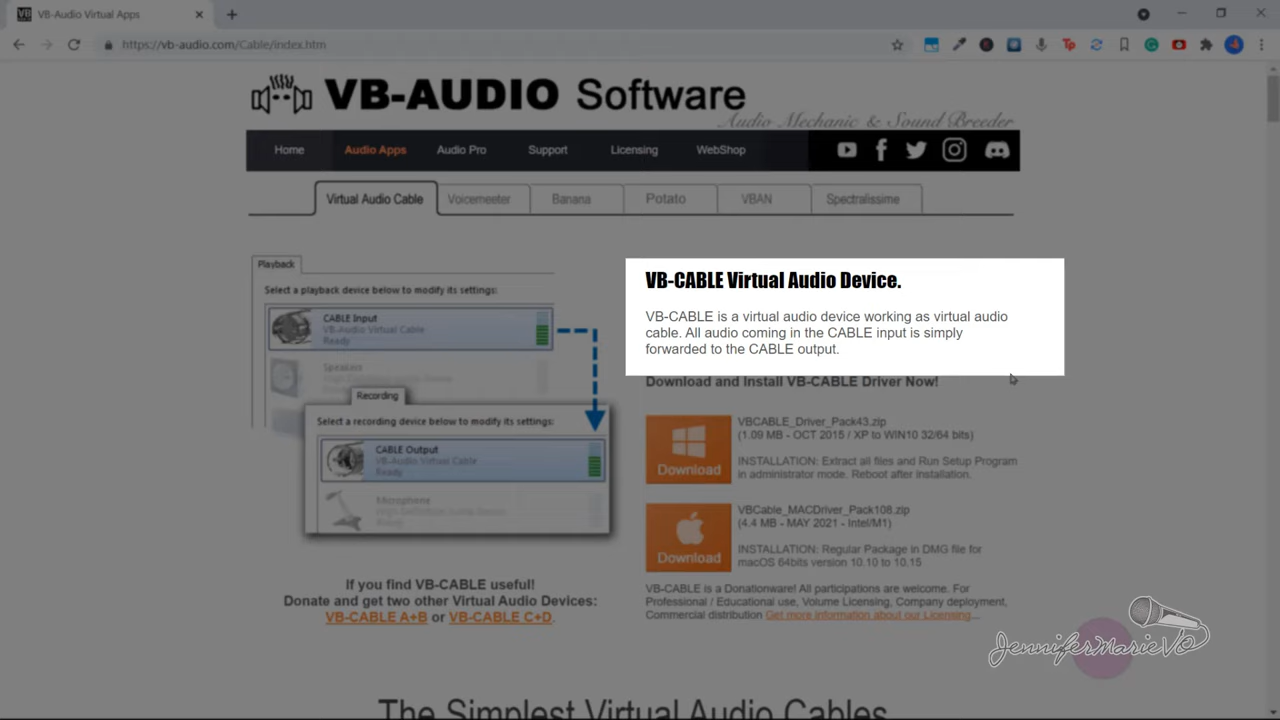 VB-Audio Virtual Apps
https://vb-audio.com/Cable/index.htm
VB-AUDIO Software
Audio Mechanic & Sound Breeder
Home Audio Apps Audio Pro Support Licensing WebShop
Virtual Audio Cable Voicemeeter Banana Potato VBAN Spectralissime
Playback
Select a playback device below to modify its settings:
CABLE Input
VB-Audio Virtual Cable
Ready
Speakers
Recording
Select a recording device below to modify its settings:
CABLE Output
VB-Audio Virtual Cable
Ready
Microphone
If you find VB-CABLE useful!
Donate and get two other Virtual Audio Devices:
VB-CABLE A+B or VB-CABLE C+D.
VB-CABLE Virtual Audio Device.
VB-CABLE is a virtual audio device working as virtual audio
cable. All audio coming in the CABLE input is simply
forwarded to the CABLE output.
Download and Install VB-CABLE Driver Now!
Download
VBCABLE_Driver_Pack43.zip
(1.09 MB - OCT 2015 / XP to WIN10 32/64 bits)
INSTALLATION: Extract all files and Run Setup Program
in administrator mode. Reboot after installation.
Download
VBCable_MACDriver_Pack108.zip
(4.4 MB - MAY 2021 - Intel/M1)
INSTALLATION: Regular Package in DMG file for
macOS 64bits version 10.10 to 10.15
VB-CABLE is a Donationware! All participations are welcome. For
Professional / Educational use, Volume Licensing, Company deployment,
Commercial distribution Get more information about our Licensing...
JenniferMarieVO
The Simplest Virtual Audio Cables